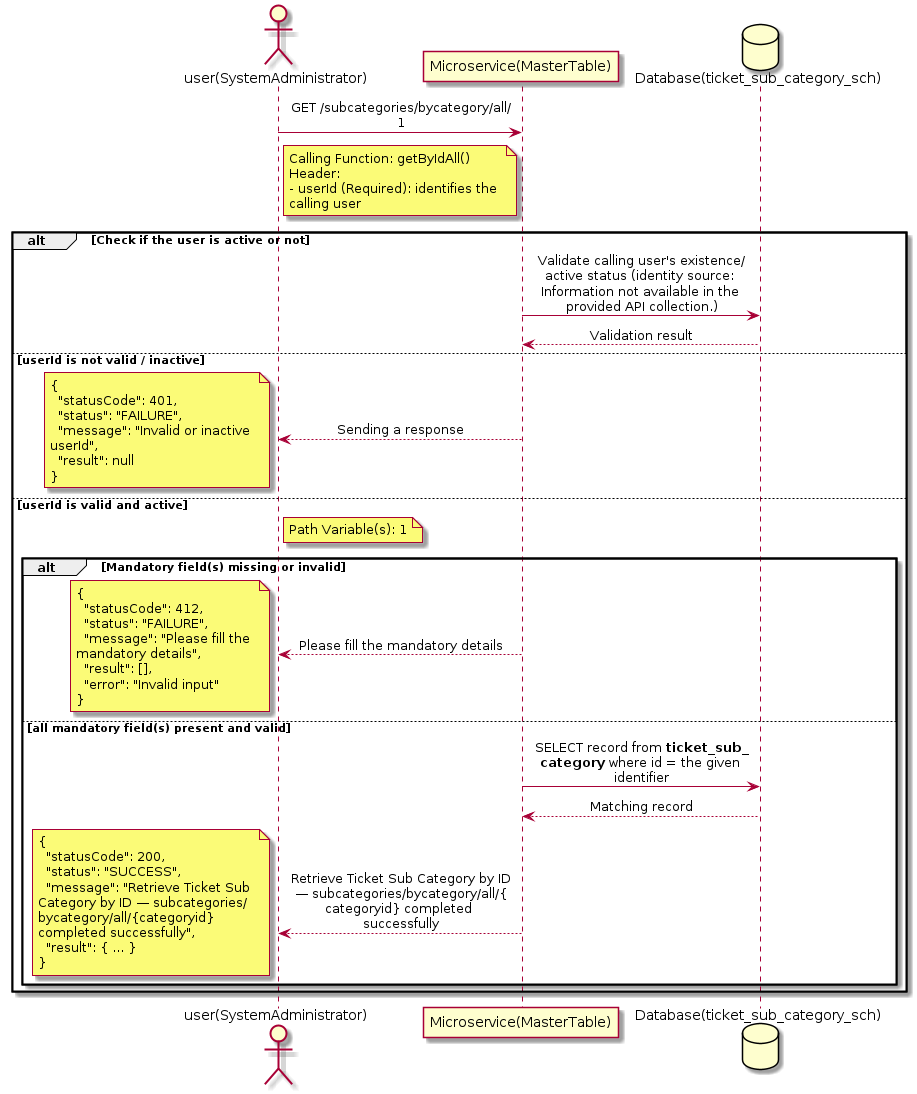 user(SystemAdministrator)
Microservice(MasterTable)
Database(ticket_sub_category_sch)
GET /subcategories/bycategory/all/
1
Calling Function: getByIdAll()
Header:
- userId (Required): identifies the
calling user
alt
[Check if the user is active or not]
Validate calling user's existence/
active status (identity source:
Information not available in the
provided API collection.)
Validation result
[userId is not valid / inactive]
{
"statusCode": 401,
"status": "FAILURE",
"message": "Invalid or inactive
userId",
"result": null
}
Sending a response
[userId is valid and active]
Path Variable(s): 1
alt
[Mandatory field(s) missing or invalid]
{
"statusCode": 412,
"status": "FAILURE",
"message": "Please fill the
mandatory details",
"result": [],
"error": "Invalid input"
}
Please fill the mandatory details
[all mandatory field(s) present and valid]
SELECT record from ticket_sub_
category where id = the given
identifier
Matching record
{
"statusCode": 200,
"status": "SUCCESS",
"message": "Retrieve Ticket Sub
Category by ID — subcategories/
bycategory/all/{categoryid}
completed successfully",
"result": { ... }
}
Retrieve Ticket Sub Category by ID
— subcategories/bycategory/all/{
categoryid} completed
successfully
user(SystemAdministrator)
Microservice(MasterTable)
Database(ticket_sub_category_sch)